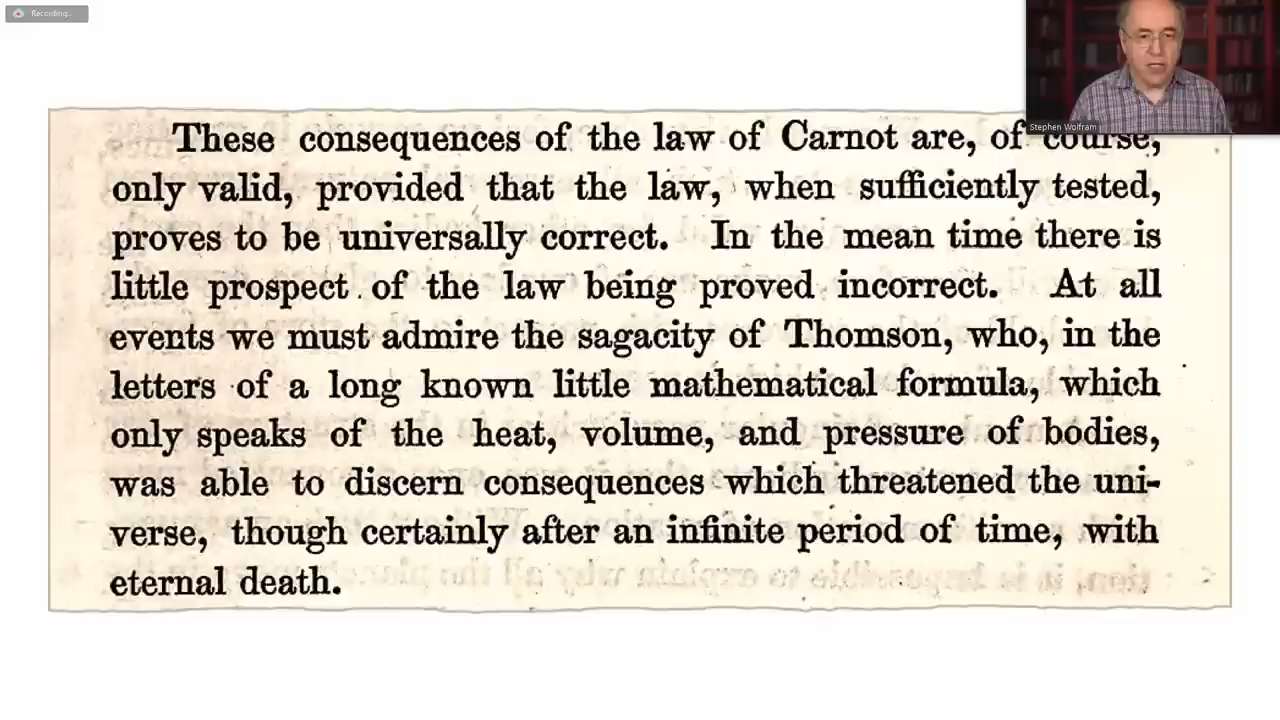 Recording...
Stephen Wolfram
These consequences of the law of Carnot are, of course,
only valid, provided that the law, when sufficiently tested,
proves to be universally correct. In the mean time there is
little prospect of the law being proved incorrect. At all
events we must admire the sagacity of Thomson, who, in the
letters of a long known little mathematical formula, which
only speaks of the heat, volume, and pressure of bodies,
was able to discern consequences which threatened the uni-
verse, though certainly after an infinite period of time, with
eternal death.